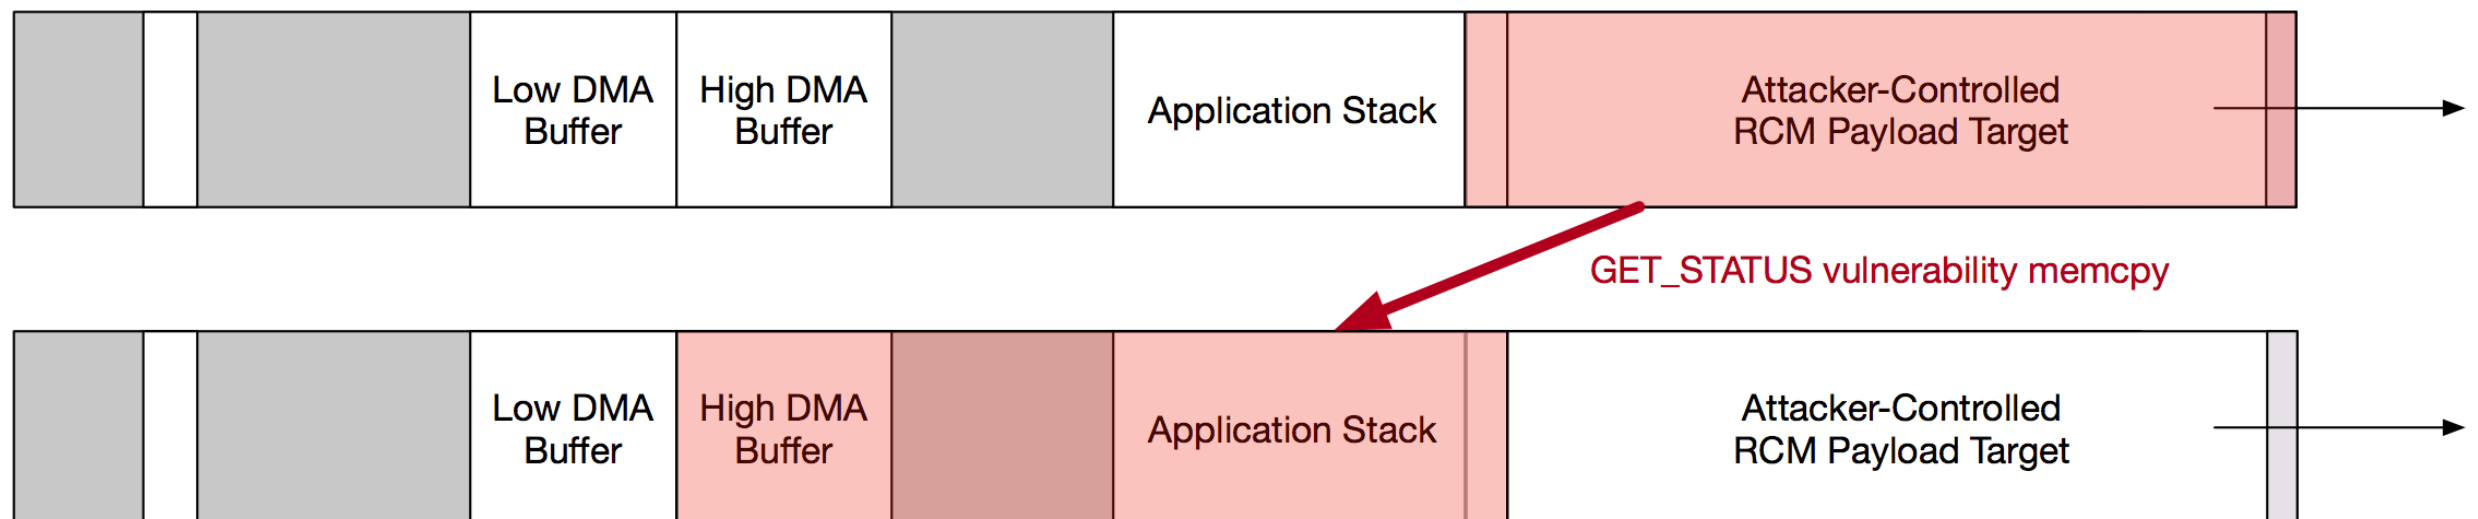 Low DMA
Buffer
High DMA
Buffer
Application Stack
Attacker-Controlled
RCM Payload Target
GET_STATUS vulnerability memcpy
Low DMA
Buffer
High DMA
Buffer
Application Stack
Attacker-Controlled
RCM Payload Target